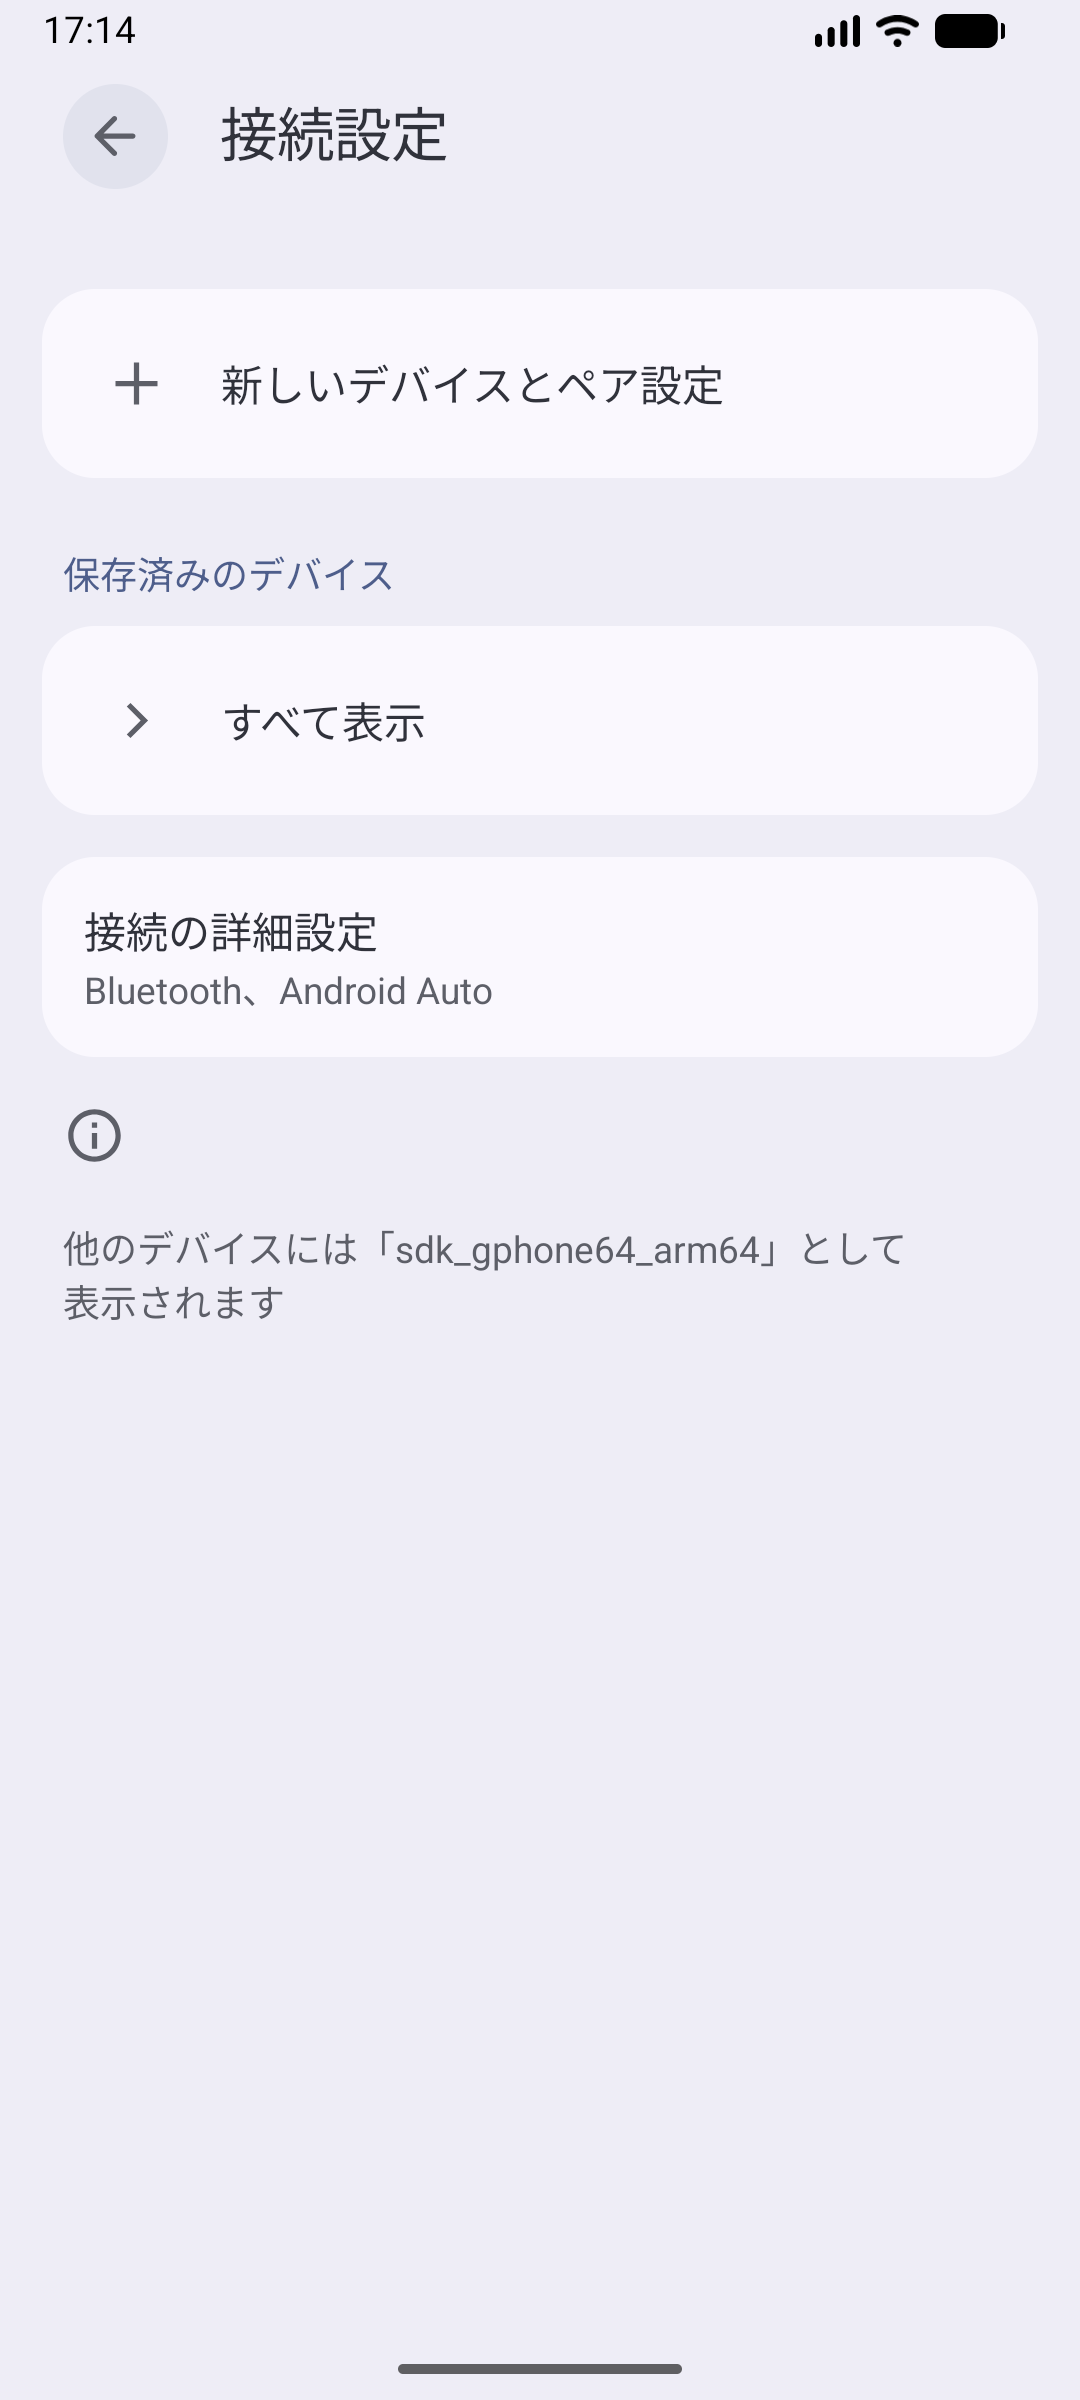 17:14
接続設定
新しいデバイスとペア設定
保存済みのデバイス
すべて表示
接続の詳細設定
Bluetooth、Android Auto
他のデバイスには「sdk_gphone64_arm64」として
表示されます